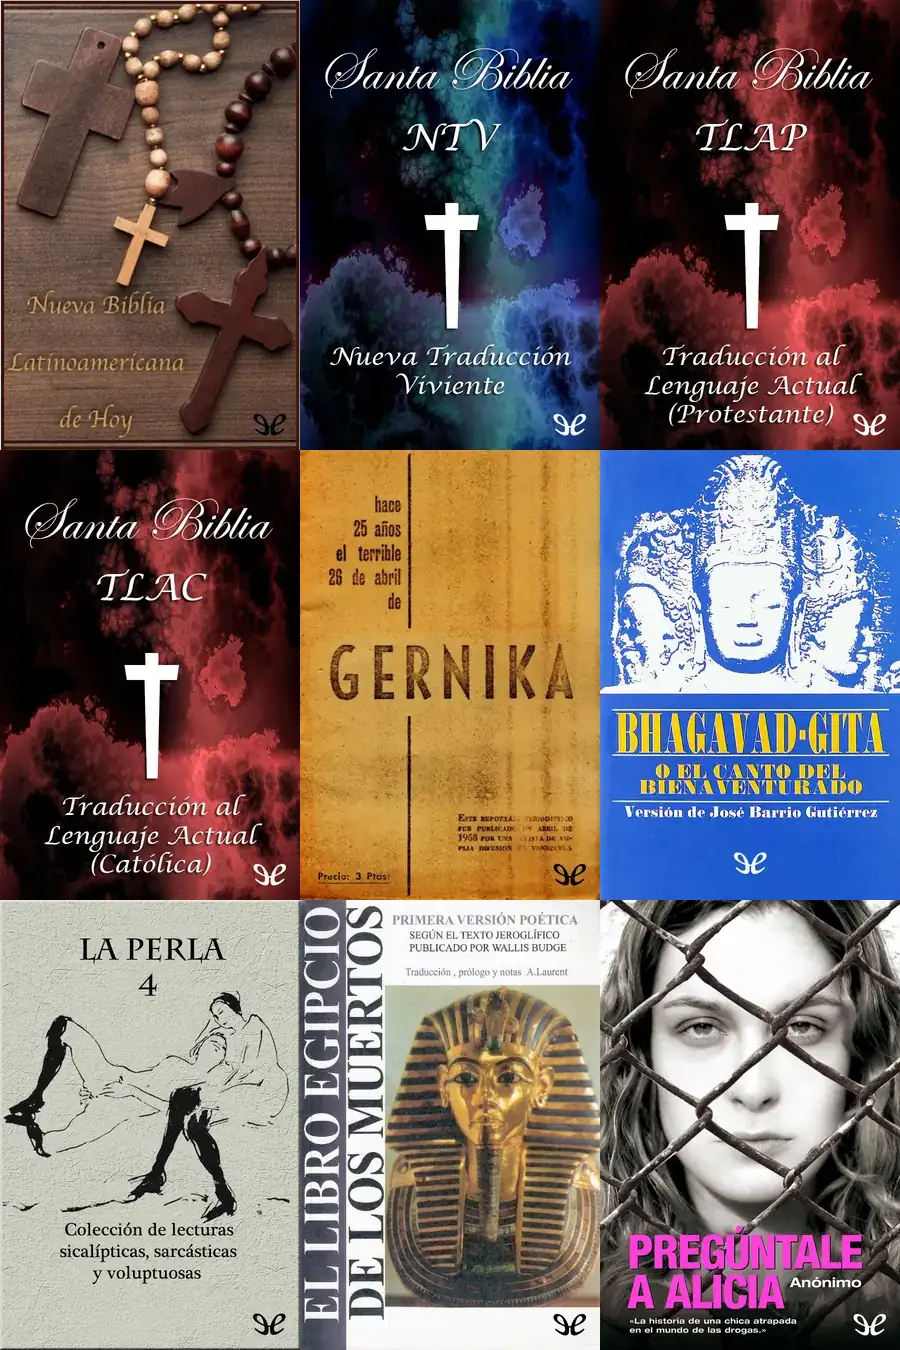 Nueva Biblia
Latinoamericana
de Hoy
Santa Biblia
NTV
Nueva Traducción
Viviente
Santa Biblia
TLAP
Traducción al
Lenguaje Actual
(Protestante)
Santa Biblia
TLAC
Traducción al
Lenguaje Actual
(Católica)
hace
25 años
el terrible
26 de abril
de
GERNIKA
ESTE REPORTAJE PERIODISTICO
FUE PUBLICADO EN ABRIL DE
1958 POR UNA REVISTA DE AM-
PLIA DIFUSION EN VENEZUELA
Precio: 3 Ptas.
BHAGAVAD-GITA
O EL CANTO DEL
BIENAVENTURADO
Versión de José Barrio Gutiérrez
LA PERLA
4
Colección de lecturas
sicalípticas, sarcásticas
y voluptuosas
EL LIBRO EGIPCIO
DE LOS MUERTOS
PRIMERA VERSIÓN POÉTICA
SEGÚN EL TEXTO JEROGLÍFICO
PUBLICADO POR WALLIS BUDGE
Traducción , prólogo y notas A.Laurent
PREGÚNTALE
A ALICIA
Anónimo
«La historia de una chica atrapada
en el mundo de las drogas.»